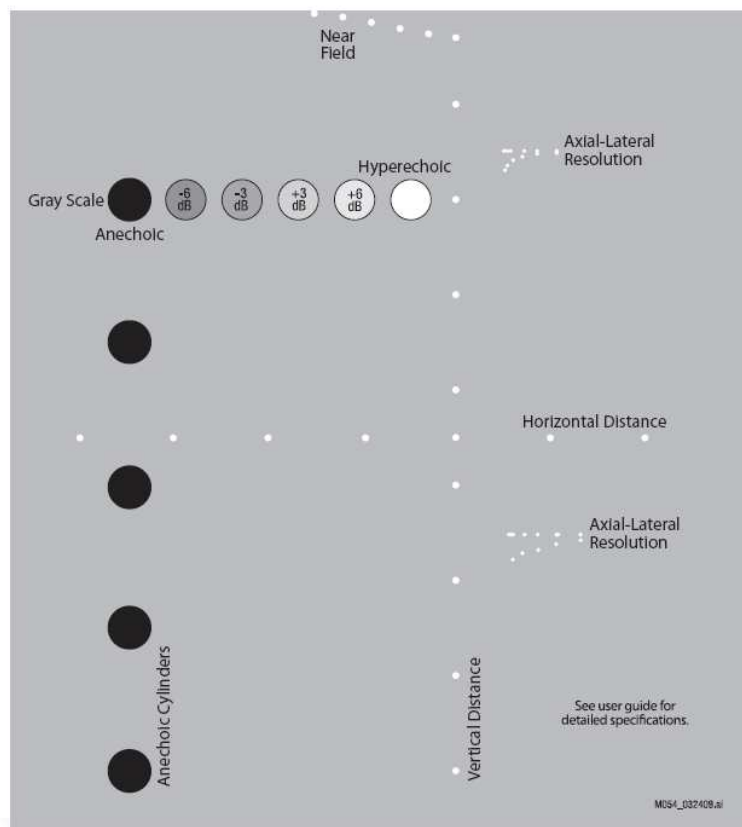 Near
Field
Axial-Lateral
Resolution
Hyperechoic
Gray Scale
-6
dB
-3
dB
+3
dB
+6
dB
Anechoic
Horizontal Distance
Axial-Lateral
Resolution
Anechoic Cylinders
Vertical Distance
See user guide for
detailed specifications.
M054_032409.ai